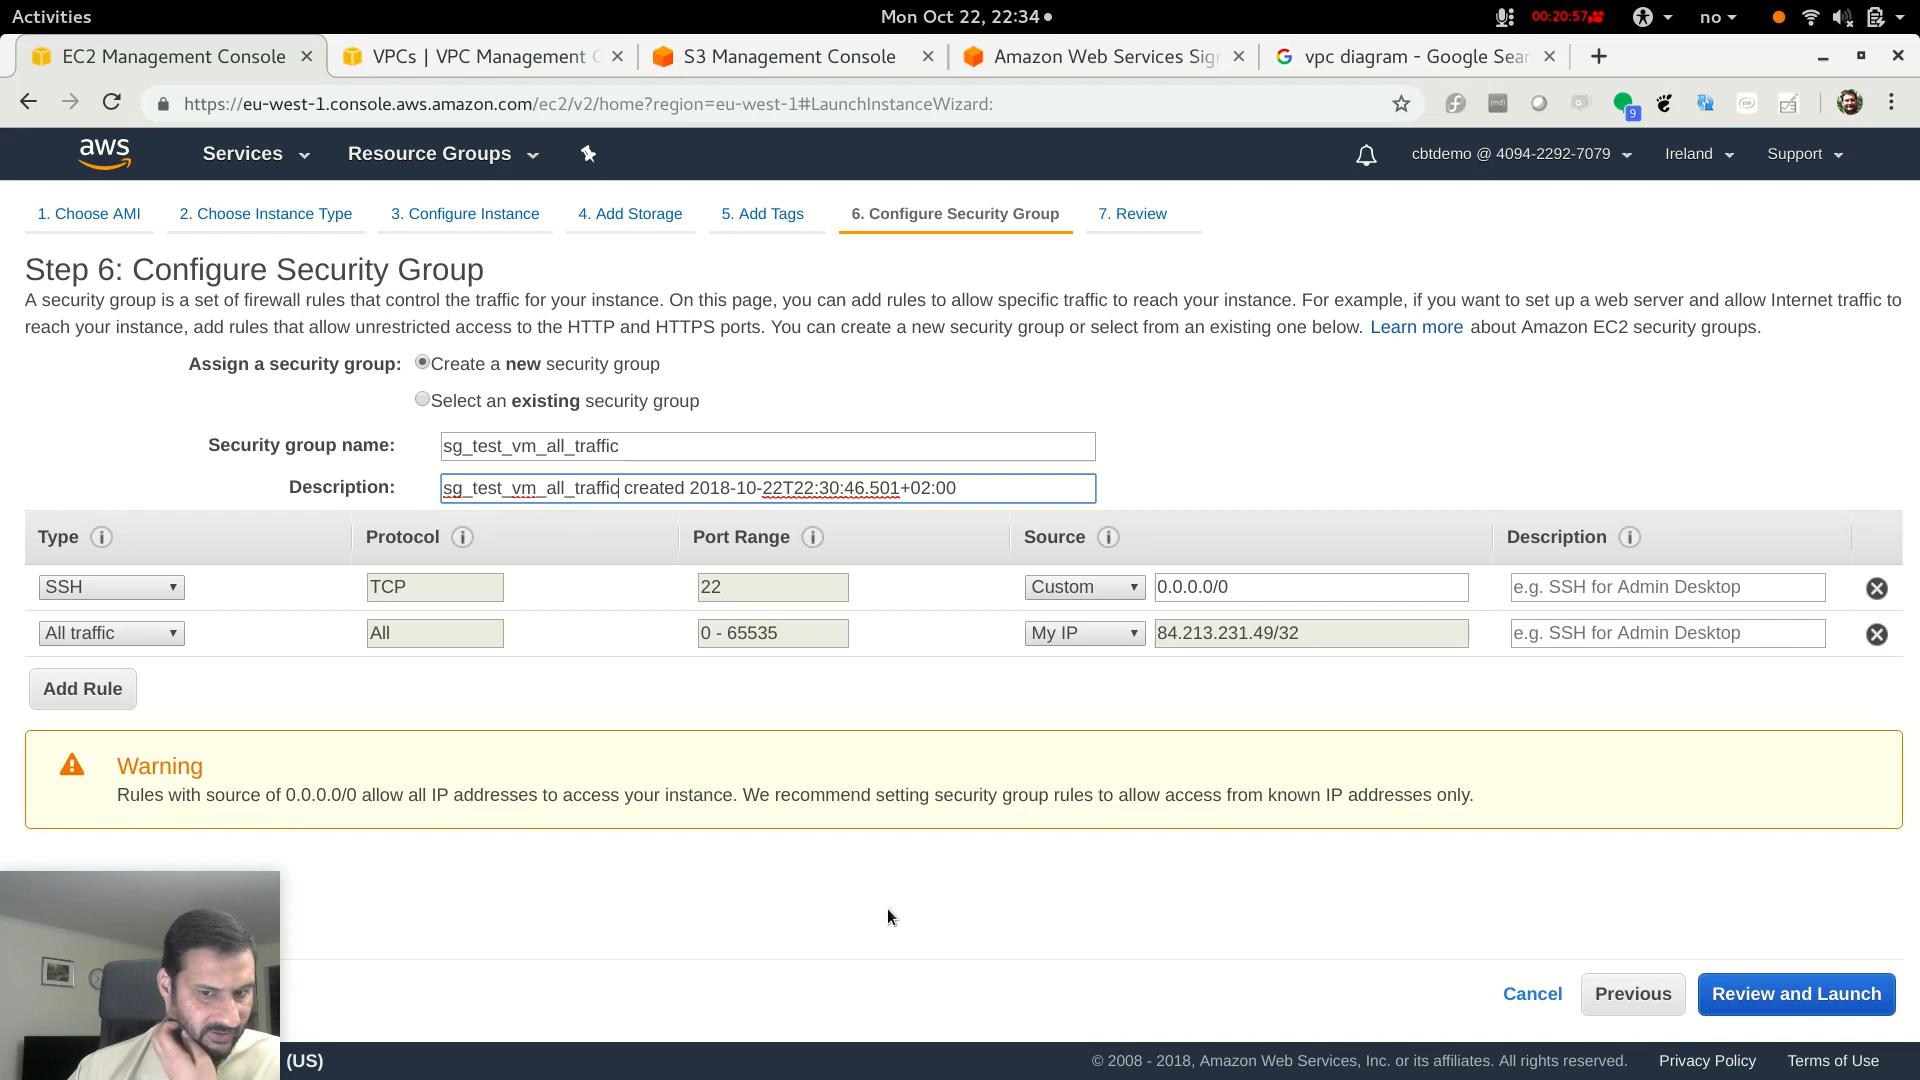 Activities
Mon Oct 22, 22:34
00:20:57
no
EC2 Management Console
VPCs | VPC Management C
S3 Management Console
Amazon Web Services Sign
vpc diagram - Google Sear
https://eu-west-1.console.aws.amazon.com/ec2/v2/home?region=eu-west-1#LaunchInstanceWizard:
9
aws
Services
Resource Groups
cbtdemo @ 4094-2292-7079
Ireland
Support
1. Choose AMI
2. Choose Instance Type
3. Configure Instance
4. Add Storage
5. Add Tags
6. Configure Security Group
7. Review
Step 6: Configure Security Group
A security group is a set of firewall rules that control the traffic for your instance. On this page, you can add rules to allow specific traffic to reach your instance. For example, if you want to set up a web server and allow Internet traffic to
reach your instance, add rules that allow unrestricted access to the HTTP and HTTPS ports. You can create a new security group or select from an existing one below. Learn more about Amazon EC2 security groups.
Assign a security group: Create a new security group
Select an existing security group
Security group name: sg_test_vm_all_traffic
Description: sg_test_vm_all_traffic created 2018-10-22T22:30:46.501+02:00
Type Protocol Port Range Source Description
SSH TCP 22 Custom 0.0.0.0/0 e.g. SSH for Admin Desktop
All traffic All 0 - 65535 My IP 84.213.231.49/32 e.g. SSH for Admin Desktop
Add Rule
Warning
Rules with source of 0.0.0.0/0 allow all IP addresses to access your instance. We recommend setting security group rules to allow access from known IP addresses only.
Cancel
Previous
Review and Launch
(US)
© 2008 - 2018, Amazon Web Services, Inc. or its affiliates. All rights reserved.
Privacy Policy
Terms of Use